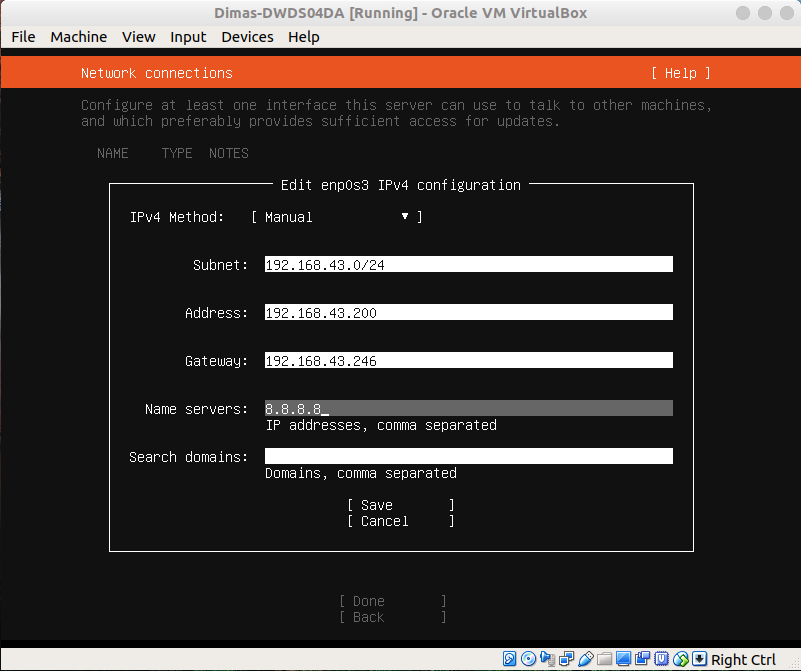 Dimas-DWDS04DA [Running] - Oracle VM VirtualBox
File Machine View Input Devices Help
Network connections [ Help ]
Configure at least one interface this server can use to talk to other machines,
and which preferably provides sufficient access for updates.
NAME TYPE NOTES
Edit enp0s3 IPv4 configuration
IPv4 Method: [ Manual ▾ ]
Subnet: 192.168.43.0/24
Address: 192.168.43.200
Gateway: 192.168.43.246
Name servers: 8.8.8.8_
IP addresses, comma separated
Search domains:
Domains, comma separated
[ Save ]
[ Cancel ]
[ Done ]
[ Back ]
Right Ctrl